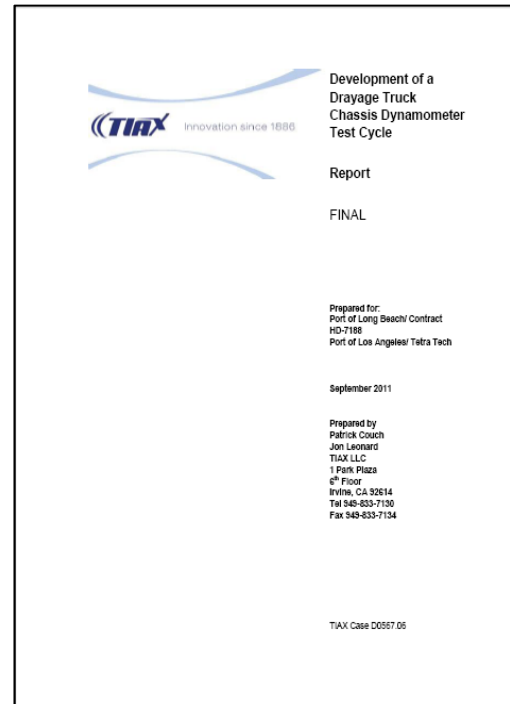 TIAX Innovation since 1886
Development of a
Drayage Truck
Chassis Dynamometer
Test Cycle
Report
FINAL
Prepared for:
Port of Long Beach/ Contract
HD-7188
Port of Los Angeles/ Tetra Tech
September 2011
Prepared by
Patrick Couch
Jon Leonard
TIAX LLC
1 Park Plaza
6th Floor
Irvine, CA 92614
Tel 949-833-7130
Fax 949-833-7134
TIAX Case D0567.06